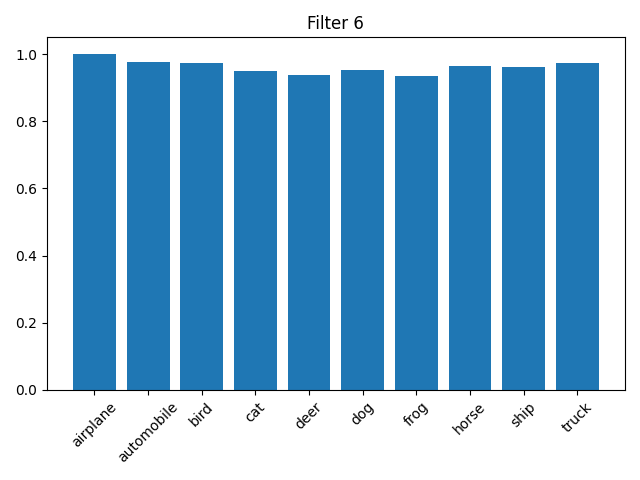 Filter 6
1.0
0.8
0.6
0.4
0.2
0.0
airplane
automobile
bird
cat
deer
dog
frog
horse
ship
truck